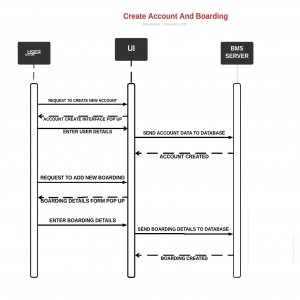 Create Account And Boarding
USER
UI
BMS
SERVER
REQUEST TO CREATE NEW ACCOUNT
ACCOUNT CREATE INTERFACE POP UP
ENTER USER DETAILS
SEND ACCOUNT DATA TO DATABASE
ACCOUNT CREATED
REQUEST TO ADD NEW BOARDING
BOARDING DETAILS FORM POP UP
ENTER BOARDING DETAILS
SEND BOARDING DETAILS TO DATABASE
BOARDING CREATED